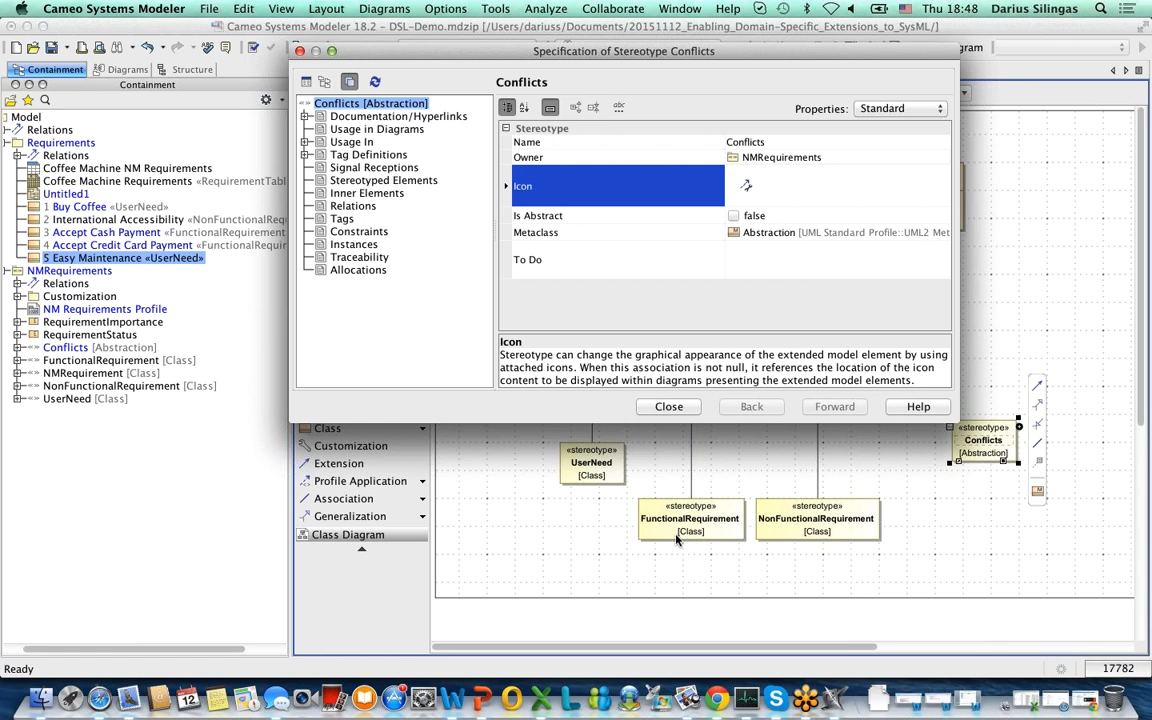 Cameo Systems Modeler File Edit View Layout Diagrams Options Tools Analyze Collaborate Window Help Thu 18:48 Darius Silingas
Cameo Systems Modeler 18.2 - DSL-Demo.mdzip [/Users/dariuss/Documents/20151112_Enabling_Domain-Specific_Extensions_to_SysML/]
gram
Containment Diagrams Structure
Containment
Model
Relations
Requirements
Relations
Coffee Machine NM Requirements
Coffee Machine Requirements «RequirementTabl
Untitled1
1 Buy Coffee «UserNeed»
2 International Accessibility «NonFunctionalReq
3 Accept Cash Payment «FunctionalRequirement
4 Accept Credit Card Payment «FunctionalRequir
5 Easy Maintenance «UserNeed»
NMRequirements
Relations
Customization
NM Requirements Profile
RequirementImportance
RequirementStatus
Conflicts [Abstraction]
FunctionalRequirement [Class]
NMRequirement [Class]
NonFunctionalRequirement [Class]
UserNeed [Class]
Specification of Stereotype Conflicts
Conflicts [Abstraction]
Documentation/Hyperlinks
Usage in Diagrams
Usage In
Tag Definitions
Signal Receptions
Stereotyped Elements
Inner Elements
Relations
Tags
Constraints
Instances
Traceability
Allocations
Conflicts
Properties: Standard
Stereotype
Name Conflicts
Owner NMRequirements
Icon
Is Abstract false
Metaclass Abstraction [UML Standard Profile::UML2 Met
To Do
Icon
Stereotype can change the graphical appearance of the extended model element by using
attached icons. When this association is not null, it references the location of the icon
content to be displayed within diagrams presenting the extended model elements.
Close Back Forward Help
Class
Customization
Extension
Profile Application
Association
Generalization
Class Diagram
«stereotype»
UserNeed
[Class]
«stereotype»
FunctionalRequirement
[Class]
«stereotype»
NonFunctionalRequirement
[Class]
«stereotype»
Conflicts
[Abstraction]
Ready
17782